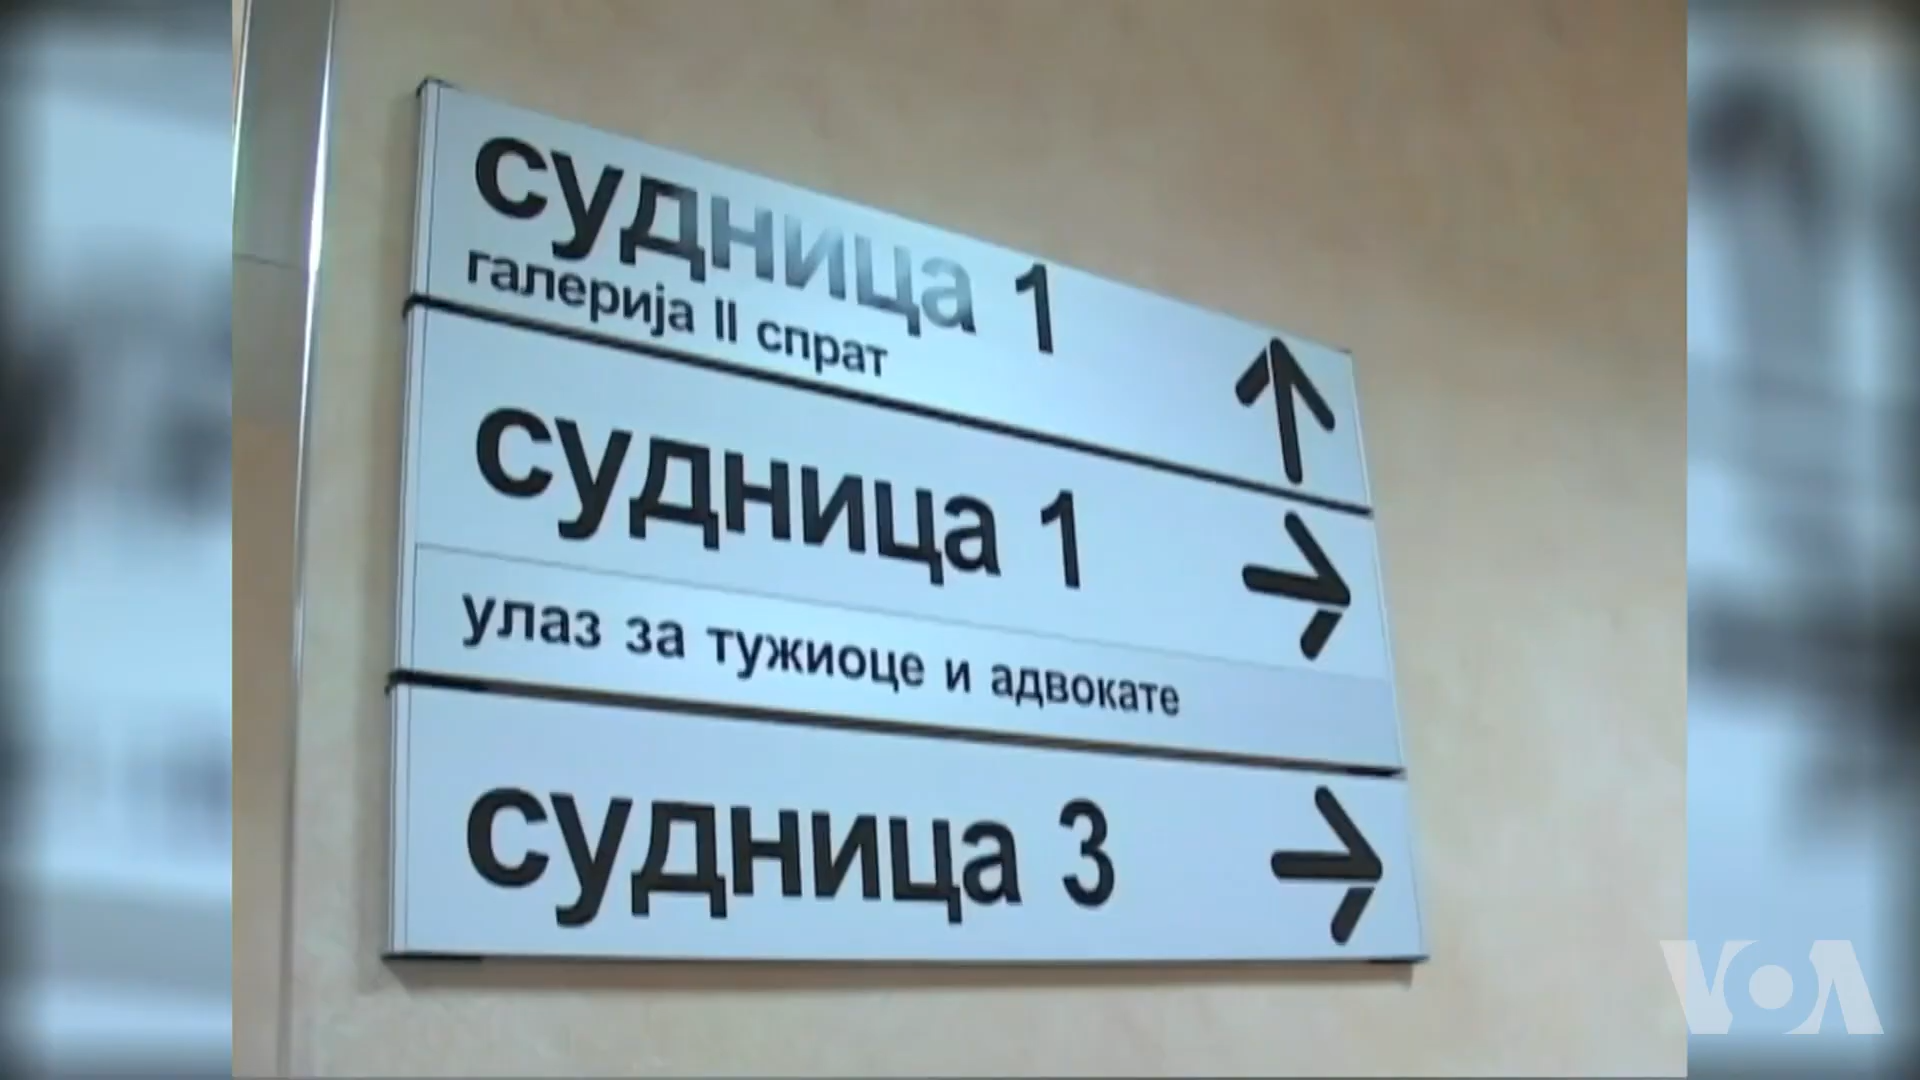 судница 1
галерија II спрат
судница 1
улаз за тужиоце и адвокате
судница 3
VOA